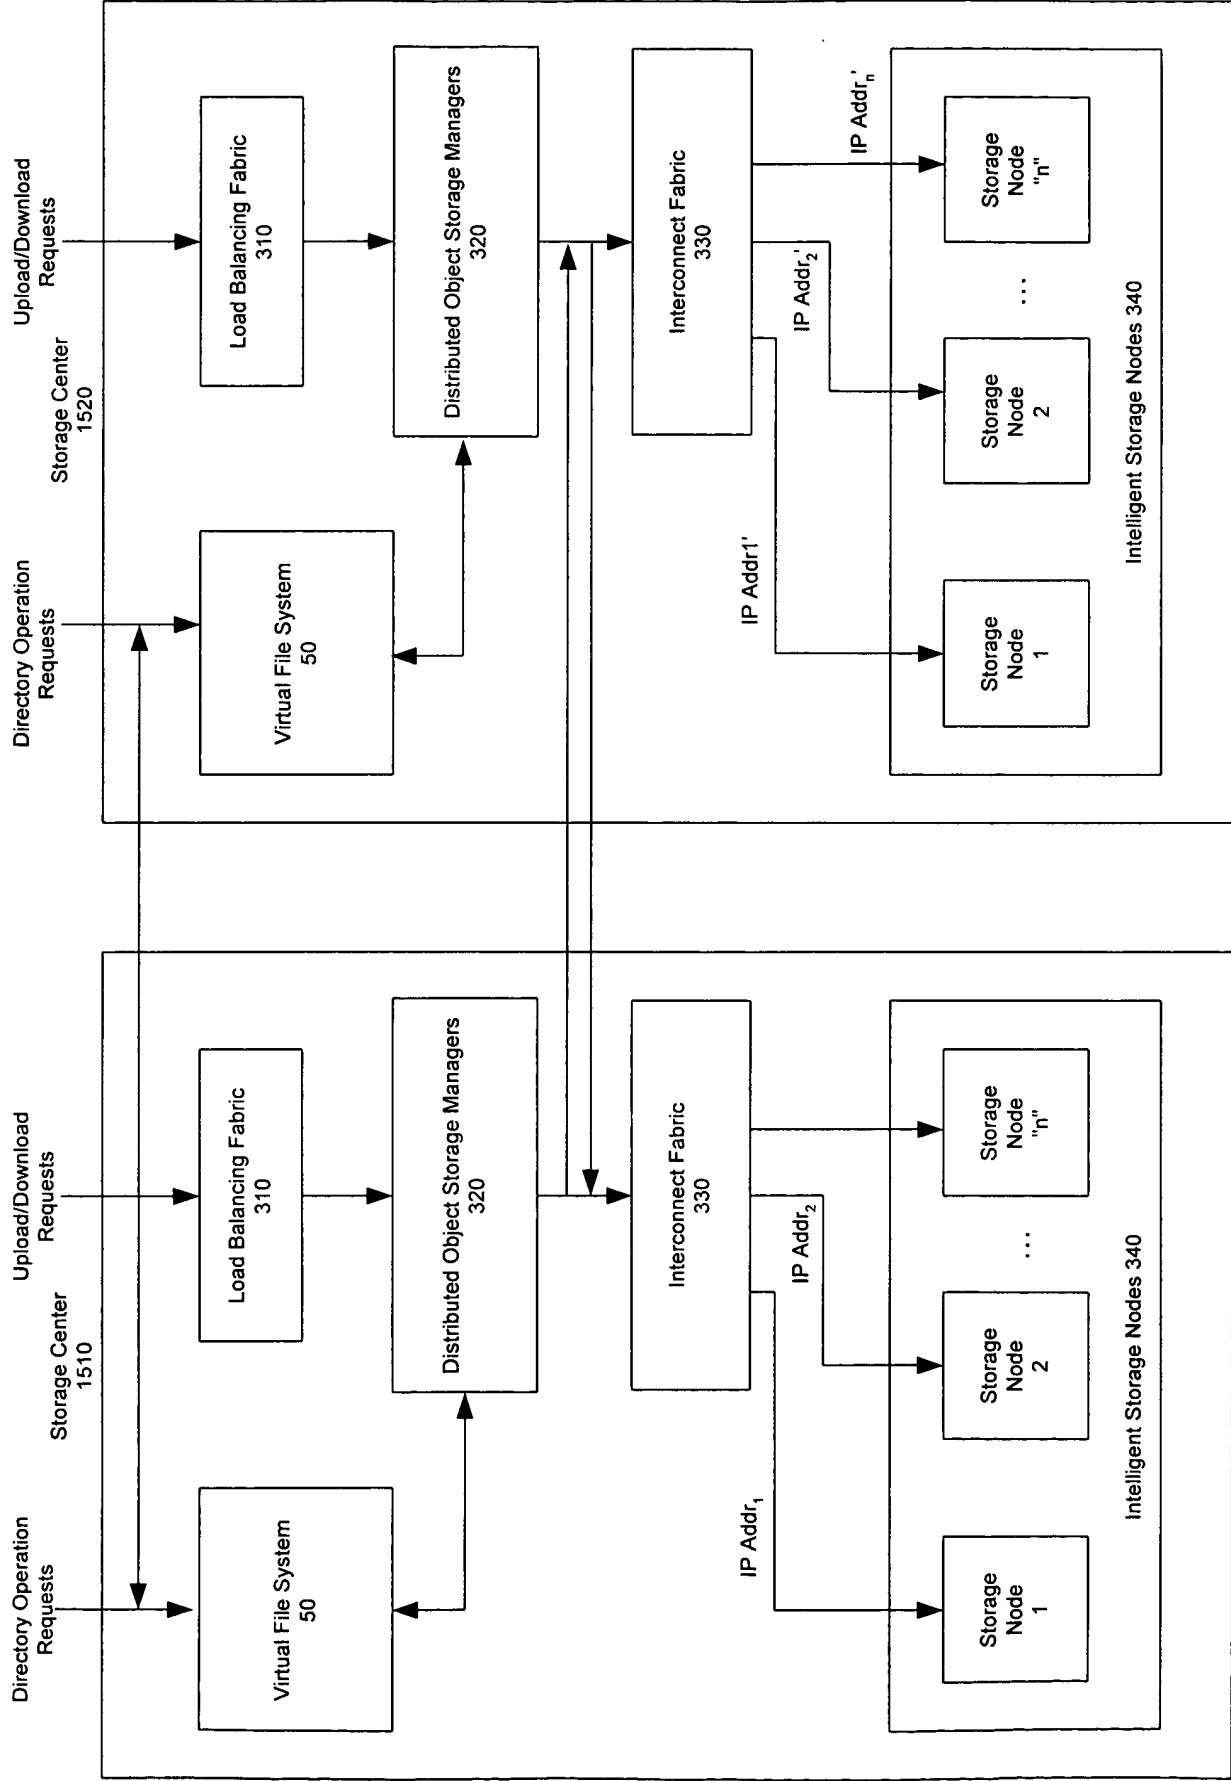 Directory Operation
Requests
Storage Center
1510
Upload/Download
Requests
Virtual File System
50
Load Balancing Fabric
310
Distributed Object Storage Managers
320
Interconnect Fabric
330
IP Addr1
IP Addr2
Storage
Node
1
Storage
Node
2
...
Storage
Node
"n"
Intelligent Storage Nodes 340
Directory Operation
Requests
Storage Center
1520
Upload/Download
Requests
Virtual File System
50
Load Balancing Fabric
310
Distributed Object Storage Managers
320
Interconnect Fabric
330
IP Addr1'
IP Addr2'
IP Addrn'
Storage
Node
1
Storage
Node
2
...
Storage
Node
"n"
Intelligent Storage Nodes 340